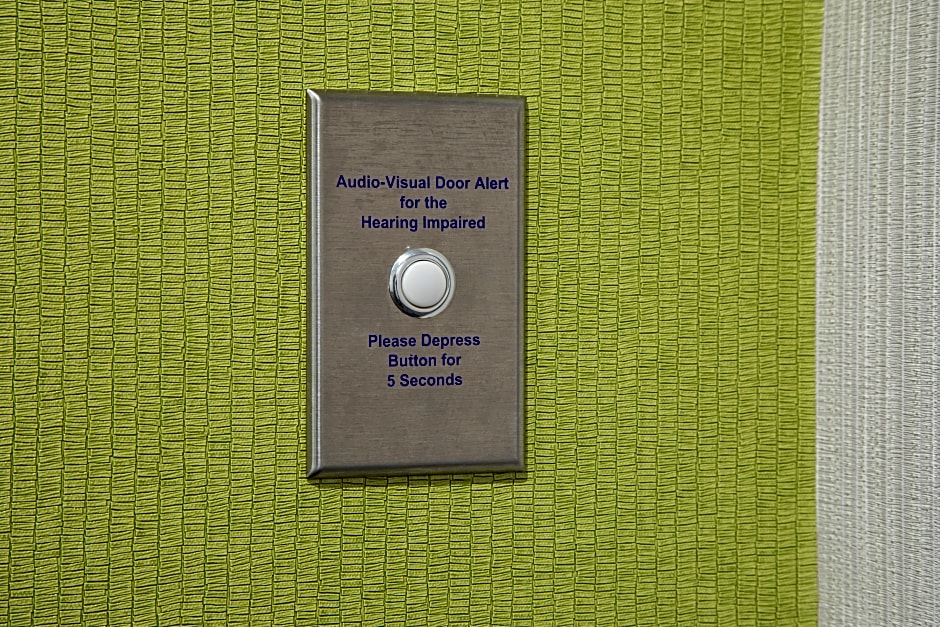 Audio-Visual Door Alert
for the
Hearing Impaired
Please Depress
Button for
5 Seconds